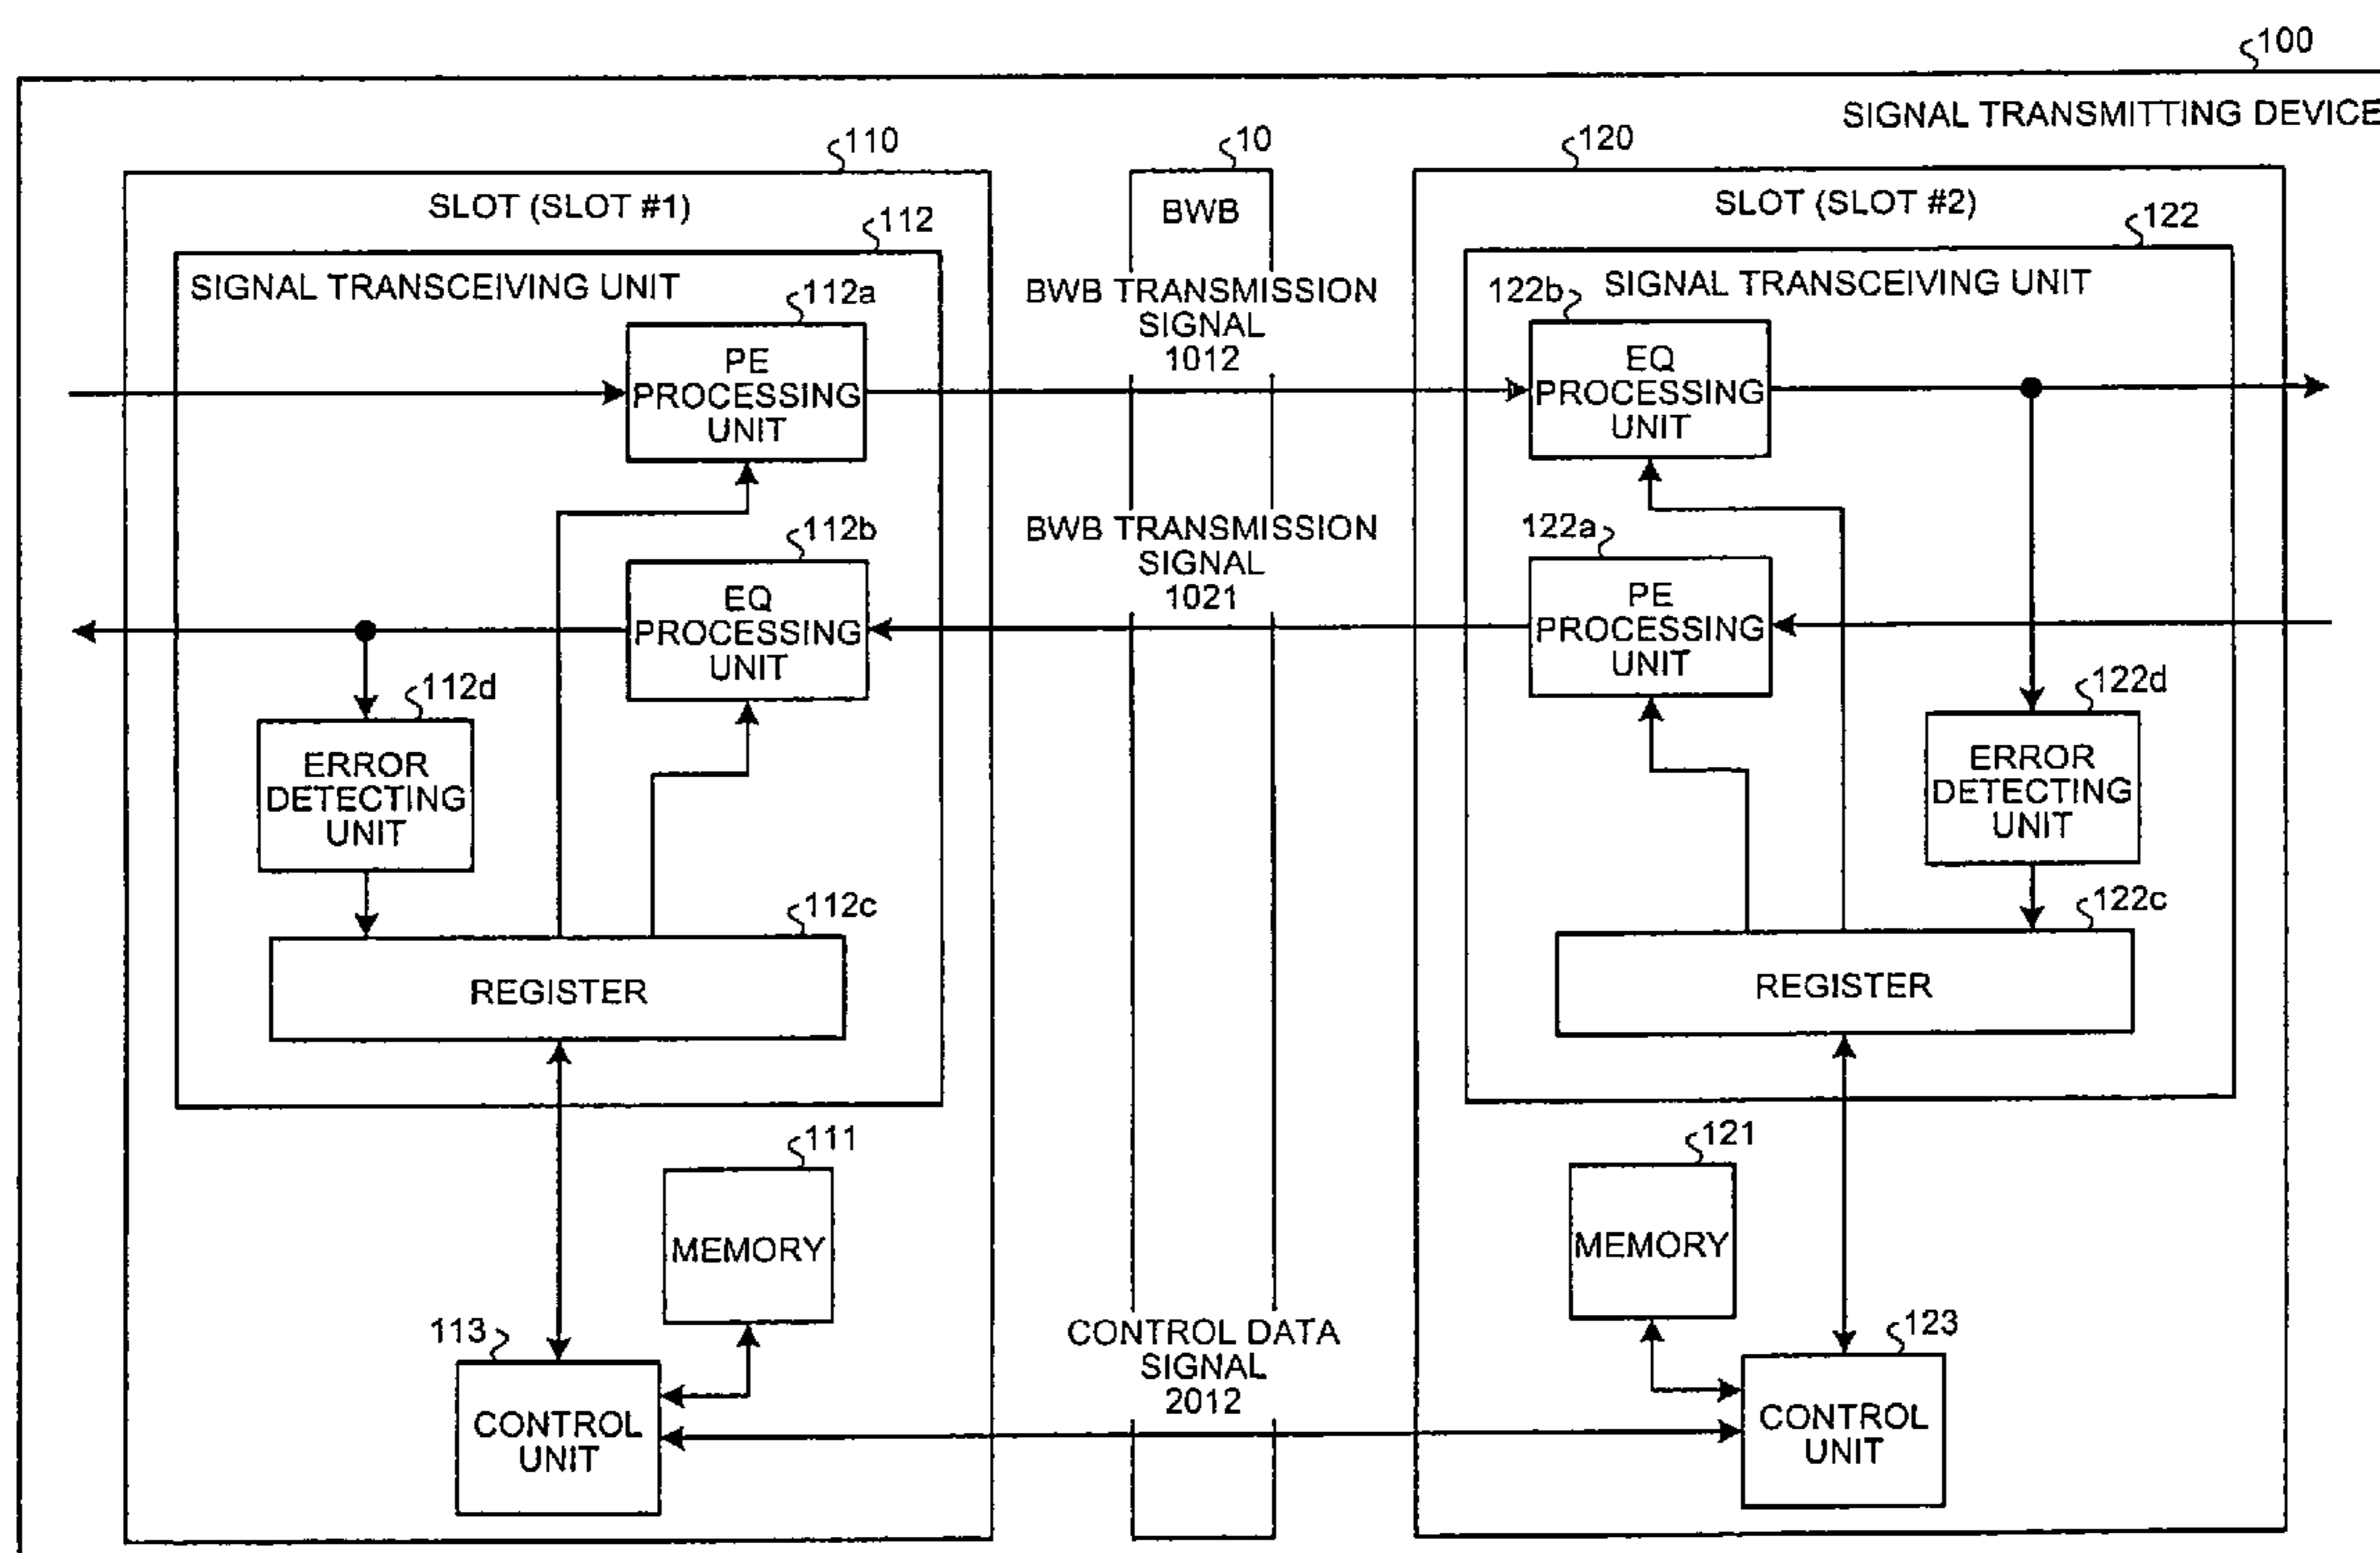 100
SIGNAL TRANSMITTING DEVICE
110
SLOT (SLOT #1)
112
SIGNAL TRANSCEIVING UNIT
112a
PE
PROCESSING
UNIT
112b
EQ
PROCESSING
UNIT
112d
ERROR
DETECTING
UNIT
112c
REGISTER
111
MEMORY
113
CONTROL
UNIT
10
BWB
BWB TRANSMISSION
SIGNAL
1012
BWB TRANSMISSION
SIGNAL
1021
CONTROL DATA
SIGNAL
2012
120
SLOT (SLOT #2)
122
122b
SIGNAL TRANSCEIVING UNIT
EQ
PROCESSING
UNIT
122a
PE
PROCESSING
UNIT
122d
ERROR
DETECTING
UNIT
122c
REGISTER
121
MEMORY
123
CONTROL
UNIT